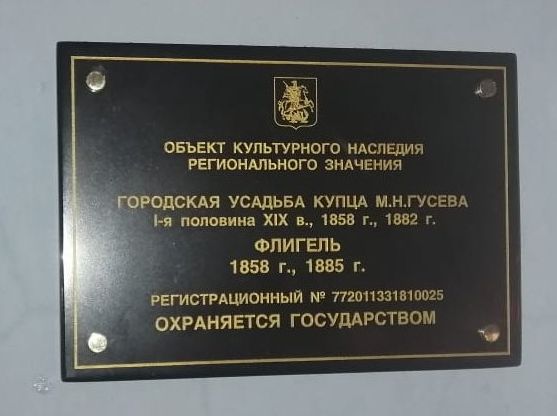 ОБЪЕКТ КУЛЬТУРНОГО НАСЛЕДИЯ
РЕГИОНАЛЬНОГО ЗНАЧЕНИЯ
ГОРОДСКАЯ УСАДЬБА КУПЦА М.Н.ГУСЕВА
I-я половина XIX в., 1858 г., 1882 г.
ФЛИГЕЛЬ
1858 г., 1885 г.
РЕГИСТРАЦИОННЫЙ № 772011331810025
ОХРАНЯЕТСЯ ГОСУДАРСТВОМ